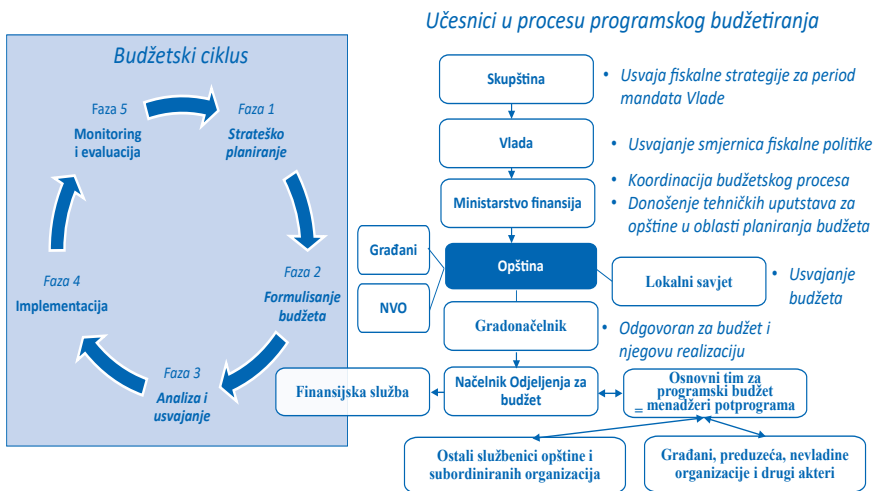 Učesnici u procesu programskog budžetiranja
Budžetski ciklus
Faza 1
Strateško
planiranje
Faza 2
Formulisanje
budžeta
Faza 3
Analiza i
usvajanje
Faza 4
Implementacija
Faza 5
Monitoring
i evaluacija
Skupština
• Usvaja fiskalne strategije za period
mandata Vlade
Vlada
• Usvajanje smjernica fiskalne politike
Ministarstvo finansija
• Koordinacija budžetskog procesa
• Donošenje tehničkih uputstava za
opštine u oblasti planiranja budžeta
Građani
NVO
Opština
Lokalni savjet
• Usvajanje
budžeta
Gradonačelnik
• Odgovoran za budžet i
njegovu realizaciju
Finansijska služba
Načelnik Odjeljenja za
budžet
Osnovni tim za
programski budžet
= menadžeri potprograma
Ostali službenici opštine i
subordiniranih organizacija
Građani, preduzeća, nevladine
organizacije i drugi akteri